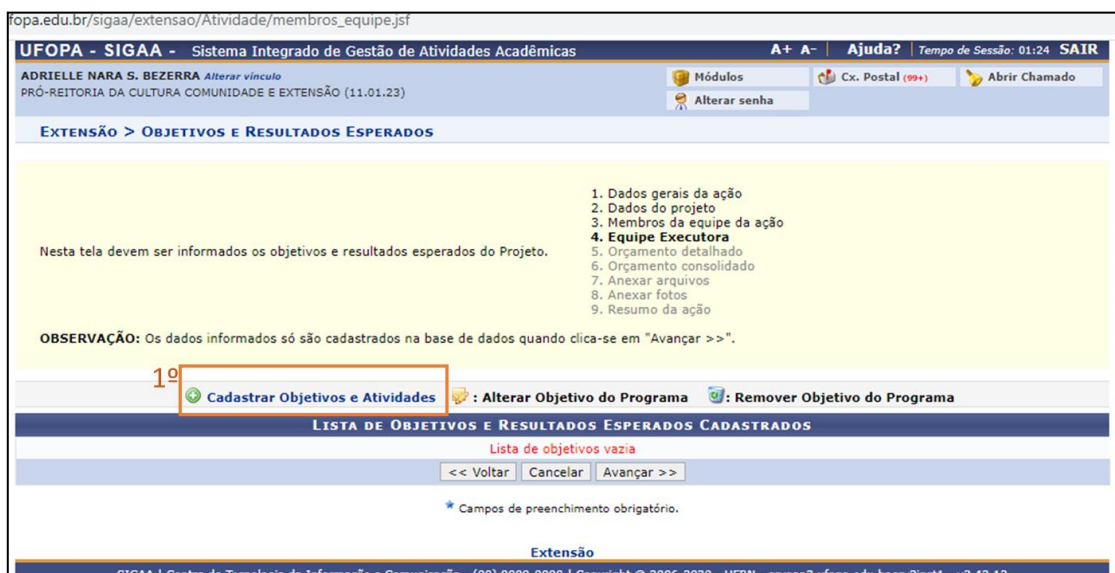 fopa.edu.br/sigaa/extensao/Atividade/membros_equipe.jsf
UFOPA - SIGAA - Sistema Integrado de Gestão de Atividades Acadêmicas A+ A- | Ajuda? | Tempo de Sessão: 01:24 SAIR
ADRIELLE NARA S. BEZERRA Alterar vínculo Módulos Cx. Postal (99+) Abrir Chamado
PRÓ-REITORIA DA CULTURA COMUNIDADE E EXTENSÃO (11.01.23) Alterar senha
EXTENSÃO > OBJETIVOS E RESULTADOS ESPERADOS
Nesta tela devem ser informados os objetivos e resultados esperados do Projeto.
1. Dados gerais da ação
2. Dados do projeto
3. Membros da equipe da ação
4. Equipe Executora
5. Orçamento detalhado
6. Orçamento consolidado
7. Anexar arquivos
8. Anexar fotos
9. Resumo da ação
OBSERVAÇÃO: Os dados informados só são cadastrados na base de dados quando clica-se em "Avançar >>".
1º
Cadastrar Objetivos e Atividades : Alterar Objetivo do Programa : Remover Objetivo do Programa
LISTA DE OBJETIVOS E RESULTADOS ESPERADOS CADASTRADOS
Lista de objetivos vazia
<< Voltar Cancelar Avançar >>
Campos de preenchimento obrigatório.
Extensão